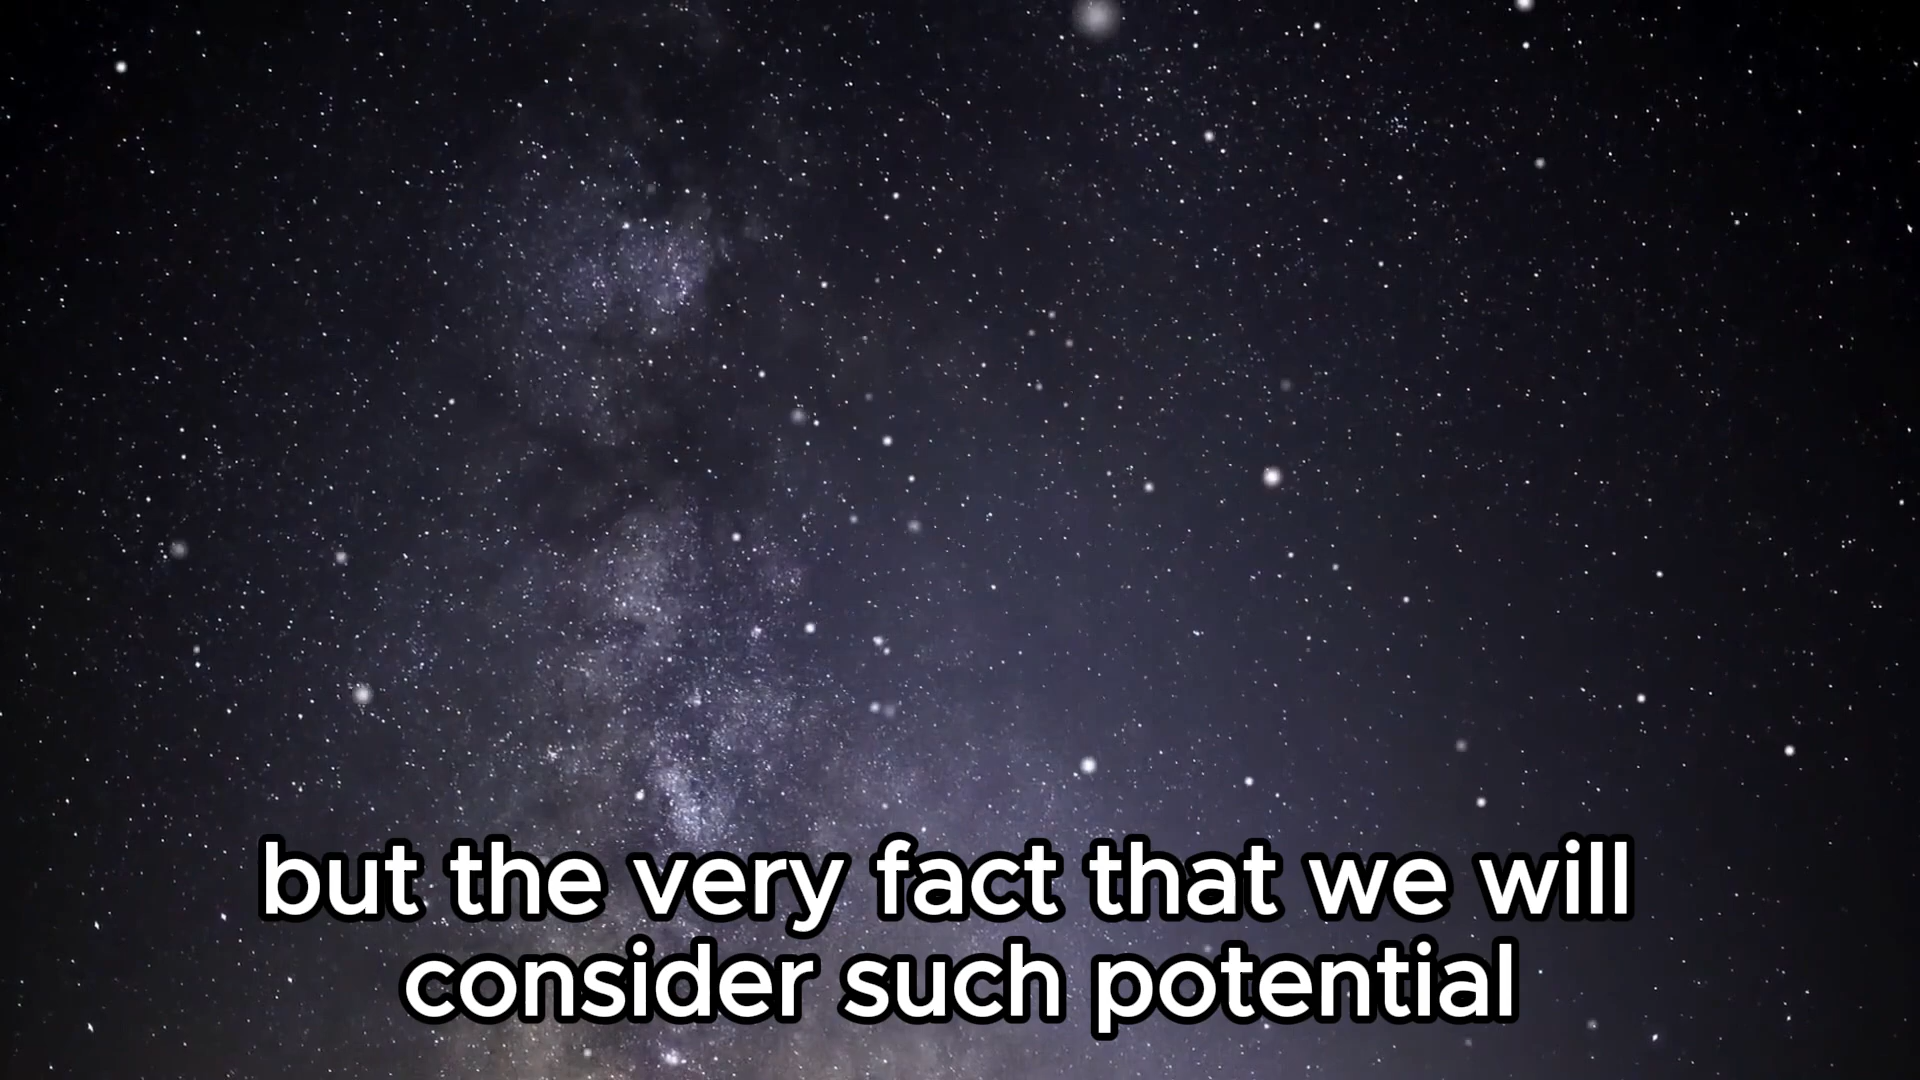 but the very fact that we will
consider such potential